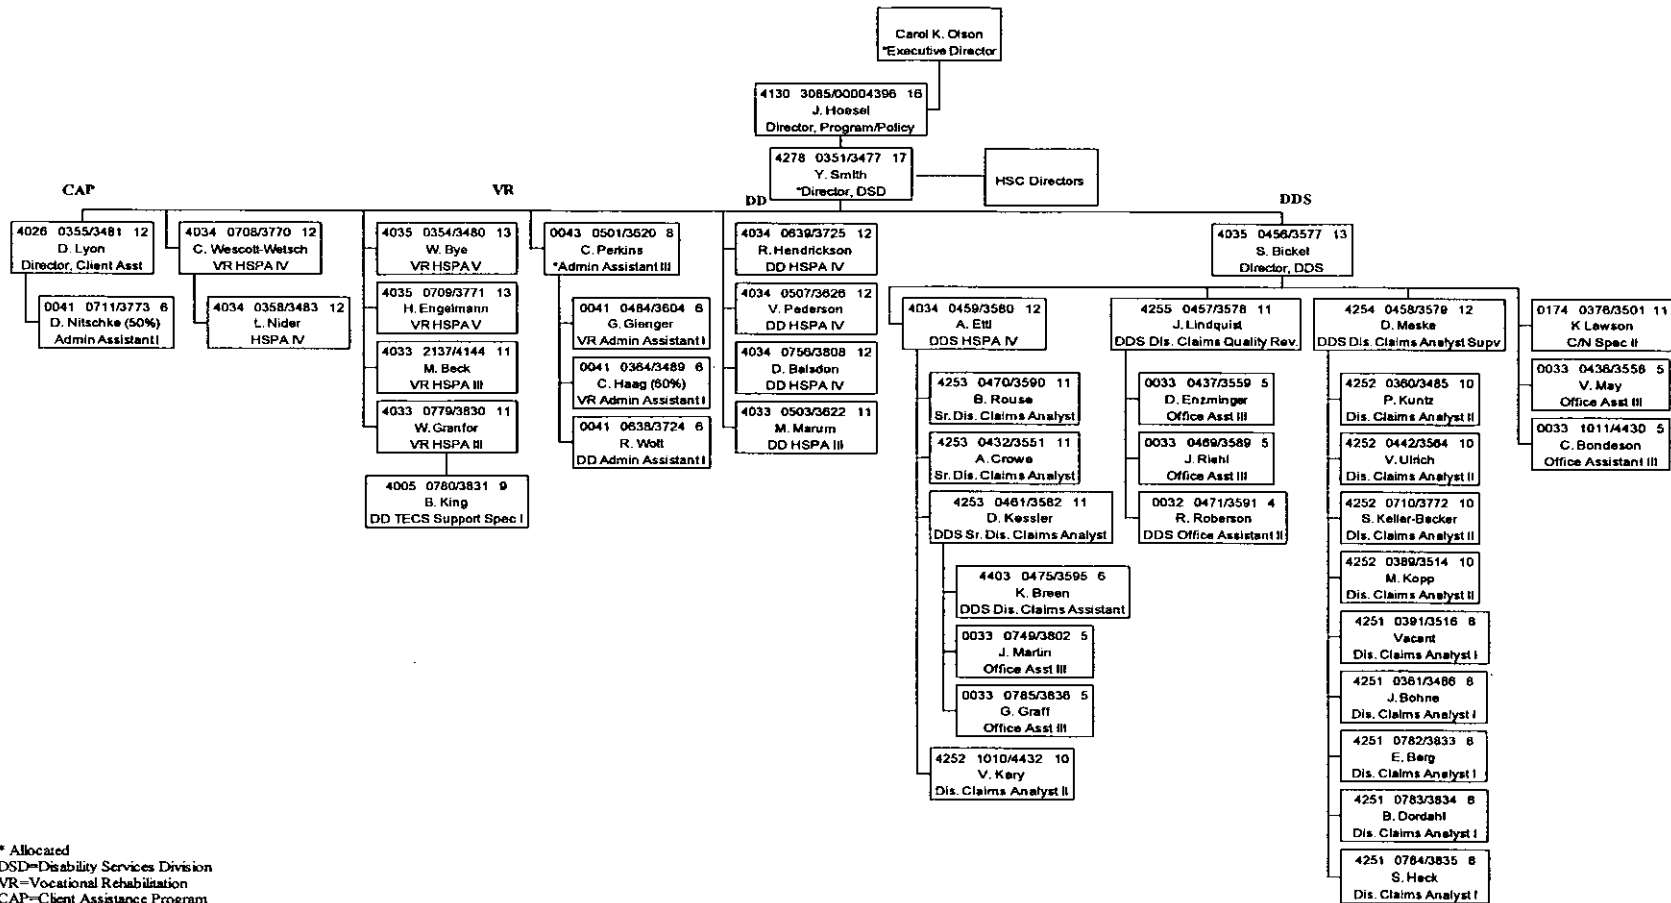 Carol K. Olson
*Executive Director
4130 3085/00004396 16
J. Hoesel
Director, Program/Policy
4278 0351/3477 17
Y. Smith
*Director, DSD
HSC Directors
CAP
VR
DD
DDS
4026 0355/3481 12
D. Lyon
Director, Client Asst
0041 0711/3773 6
D. Nitschke (50%)
Admin Assistant I
4034 0708/3770 12
C. Wescott-Wetsch
VR HSPA IV
4034 0358/3483 12
L. Nider
HSPA IV
4035 0354/3480 13
W. Bye
VR HSPA V
4035 0709/3771 13
H. Engelmann
VR HSPA V
4033 2137/4144 11
M. Beck
VR HSPA III
4033 0779/3830 11
W. Granfor
VR HSPA III
4005 0780/3831 9
B. King
DD TECS Support Spec I
0043 0501/3620 8
C. Perkins
*Admin Assistant III
0041 0484/3604 6
G. Gienger
VR Admin Assistant I
0041 0364/3489 6
C. Haag (60%)
VR Admin Assistant I
0041 0638/3724 6
R. Wolt
DD Admin Assistant I
4034 0639/3725 12
R. Hendrickson
DD HSPA IV
4034 0507/3626 12
V. Pederson
DD HSPA IV
4034 0756/3808 12
D. Balsdon
DD HSPA IV
4033 0503/3622 11
M. Marum
DD HSPA III
4035 0456/3577 13
S. Bickel
Director, DDS
4034 0459/3580 12
A. Ettl
DDS HSPA IV
4253 0470/3590 11
B. Rouse
Sr. Dis. Claims Analyst
4253 0432/3551 11
A. Crowe
Sr. Dis. Claims Analyst
4253 0461/3582 11
D. Kessler
DDS Sr. Dis. Claims Analyst
4403 0475/3595 6
K. Breen
DDS Dis. Claims Assistant
0033 0749/3802 5
J. Martin
Office Asst III
0033 0785/3836 5
G. Graff
Office Asst III
4252 1010/4432 10
V. Kary
Dis. Claims Analyst II
4255 0457/3578 11
J. Lindquist
DDS Dis. Claims Quality Rev.
0033 0437/3559 5
D. Enzminger
Office Asst III
0033 0469/3589 5
J. Riehl
Office Asst III
0032 0471/3591 4
R. Roberson
DDS Office Assistant II
4254 0458/3579 12
D. Meske
DDS Dis. Claims Analyst Supv
4252 0360/3485 10
P. Kuntz
Dis. Claims Analyst II
4252 0442/3564 10
V. Ulrich
Dis. Claims Analyst II
4252 0710/3772 10
S. Keller-Becker
Dis. Claims Analyst II
4252 0389/3514 10
M. Kopp
Dis. Claims Analyst II
4251 0391/3516 8
Vacant
Dis. Claims Analyst I
4251 0361/3486 8
J. Bohne
Dis. Claims Analyst I
4251 0782/3833 8
E. Berg
Dis. Claims Analyst I
4251 0783/3834 8
B. Dordahl
Dis. Claims Analyst I
4251 0784/3835 8
S. Heck
Dis. Claims Analyst I
0174 0376/3501 11
K Lawson
C/N Spec II
0033 0436/3558 5
V. May
Office Asst III
0033 1011/4430 5
C. Bondeson
Office Assistant III
* Allocated
DSD=Disability Services Division
VR=Vocational Rehabilitation
CAP=Client Assistance Program